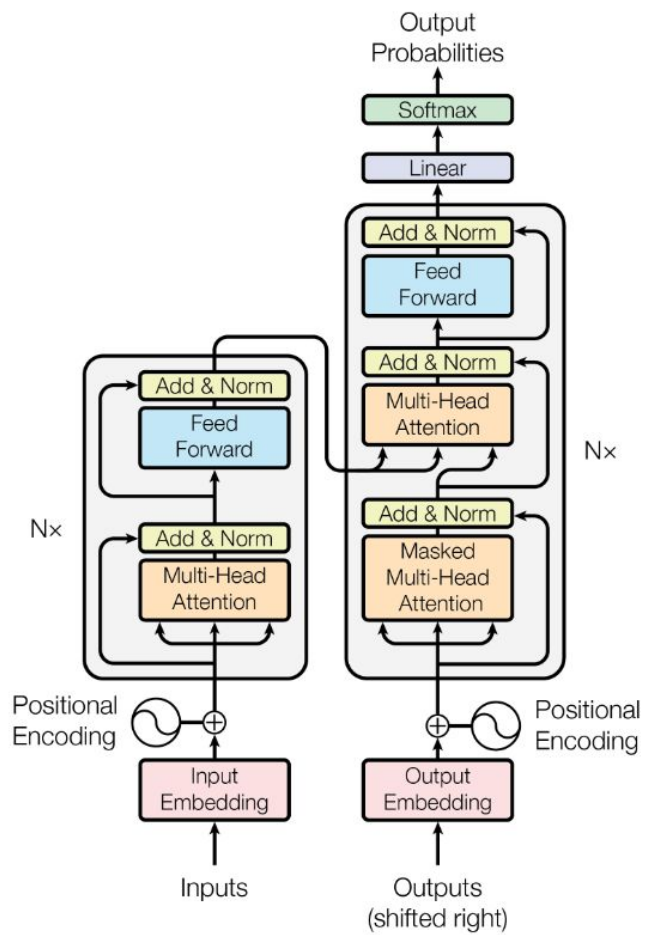 Output
Probabilities
Softmax
Linear
Add & Norm
Feed
Forward
Add & Norm
Multi-Head
Attention
Add & Norm
Masked
Multi-Head
Attention
N×
Add & Norm
Feed
Forward
Add & Norm
Multi-Head
Attention
N×
Positional
Encoding
Positional
Encoding
Input
Embedding
Output
Embedding
Inputs
Outputs
(shifted right)